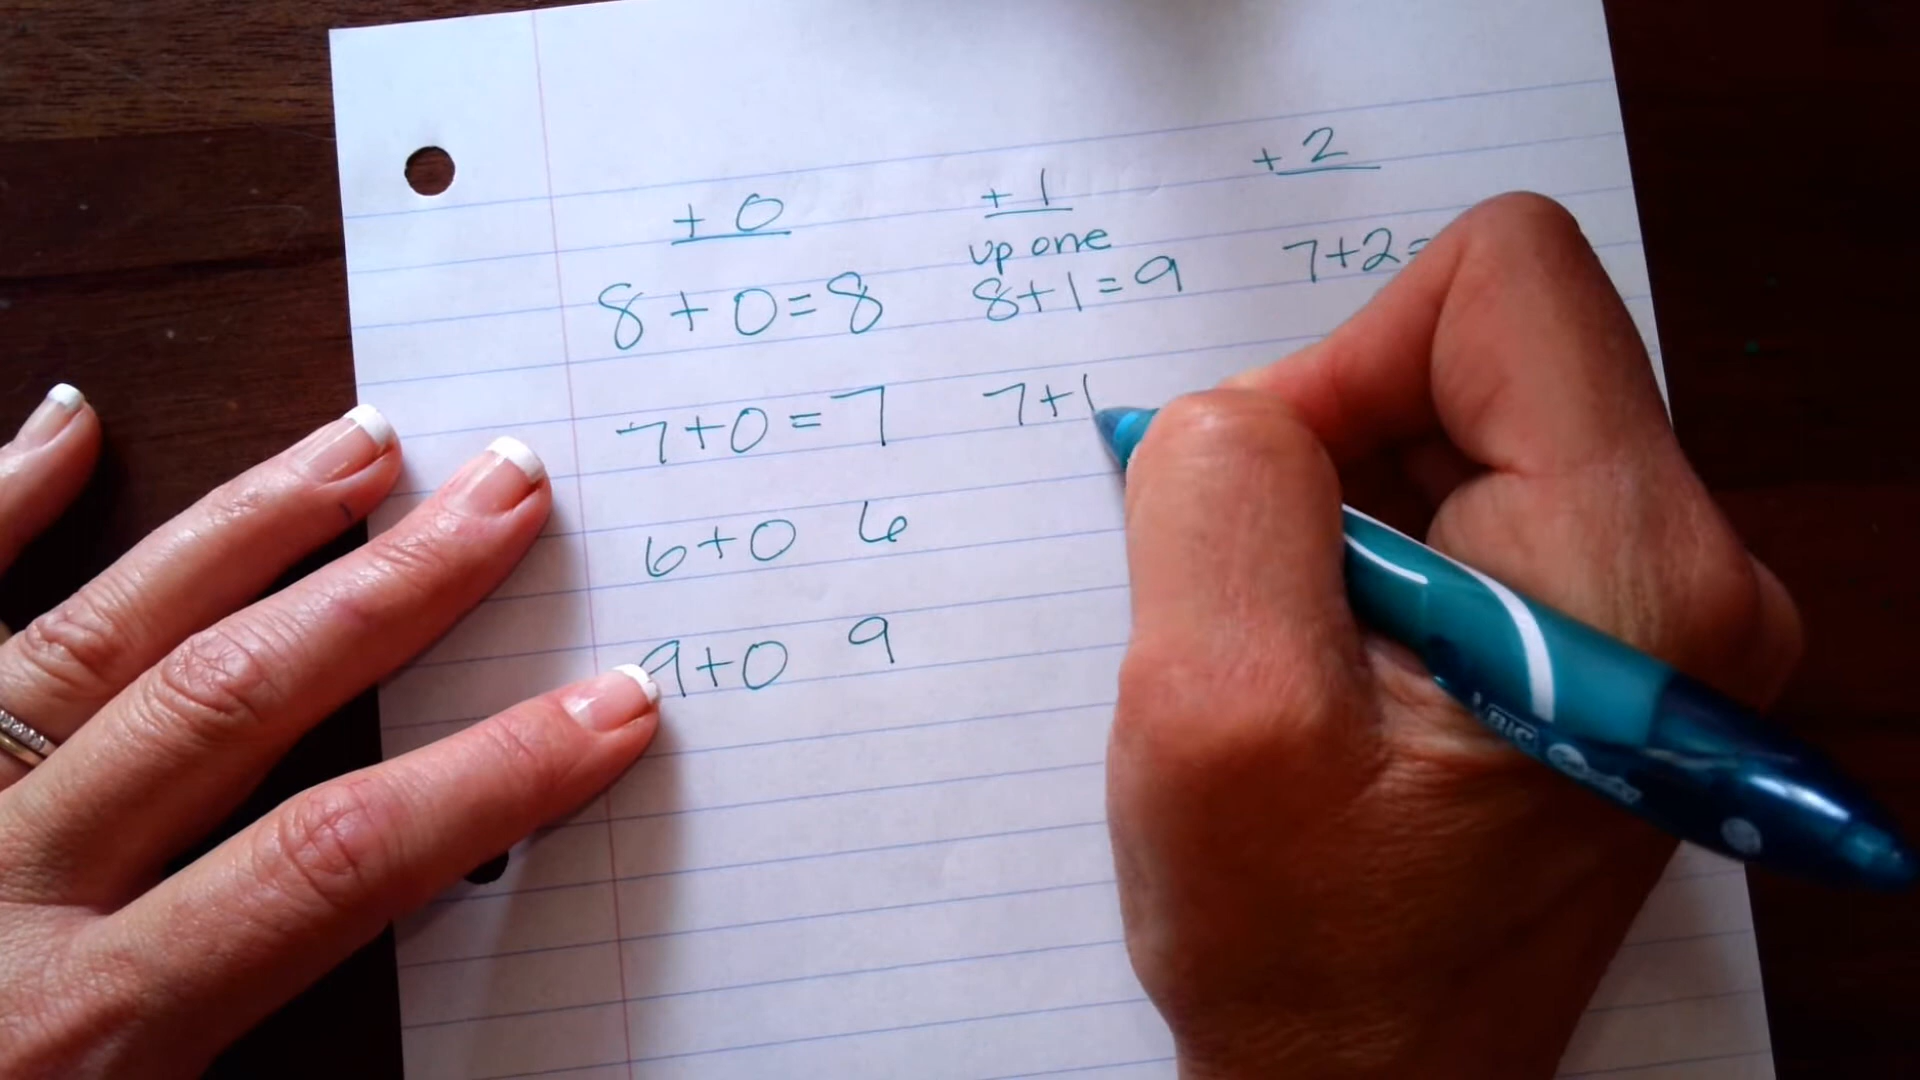 + 0
8 + 0 = 8
7 + 0 = 7
6 + 0 6
9 + 0 9
+ 1
up one
8 + 1 = 9
7 + 1
+ 2
7 + 2 =
BIC